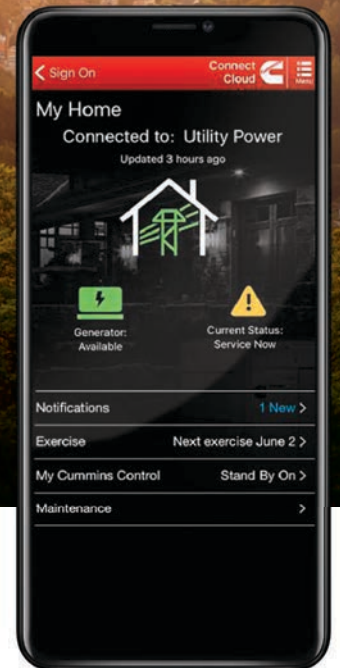 Sign On
Connect
Cloud
Menu
My Home
Connected to: Utility Power
Updated 3 hours ago
Generator:
Available
Current Status:
Service Now
Notifications 1 New >
Exercise Next exercise June 2 >
My Cummins Control Stand By On >
Maintenance >